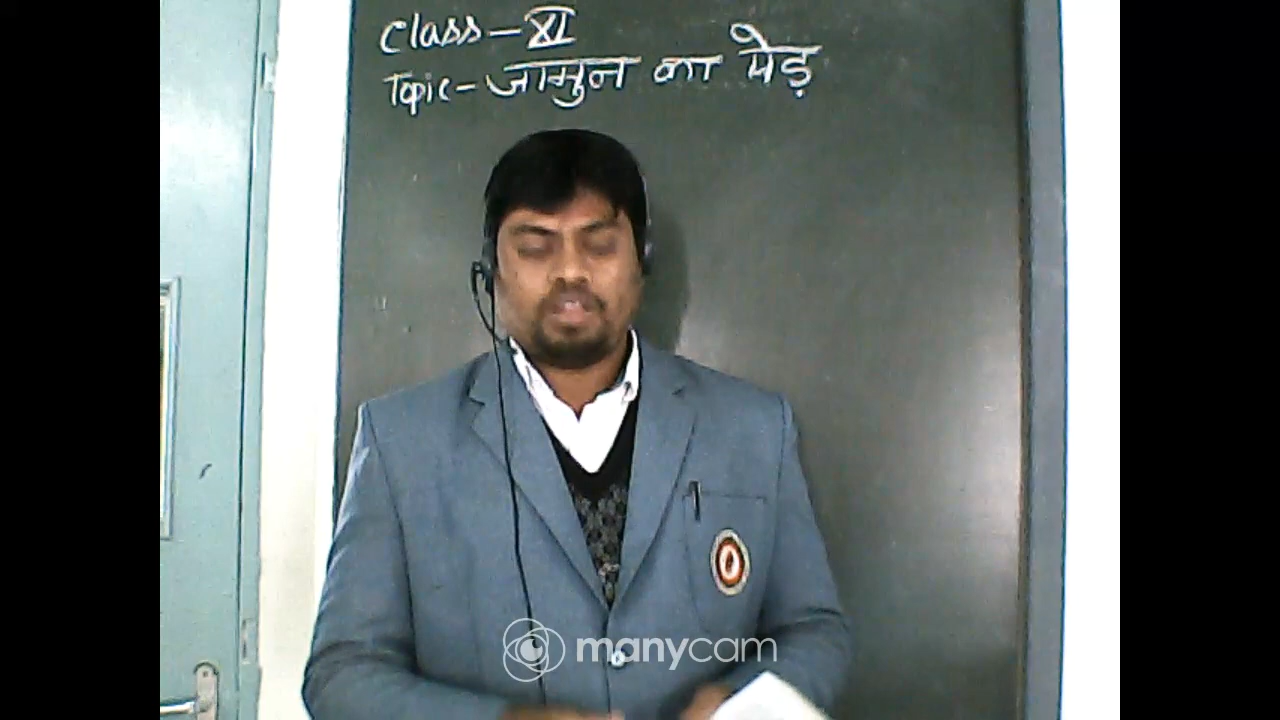 Class - XI
Topic - जामुन का पेड़
manycam